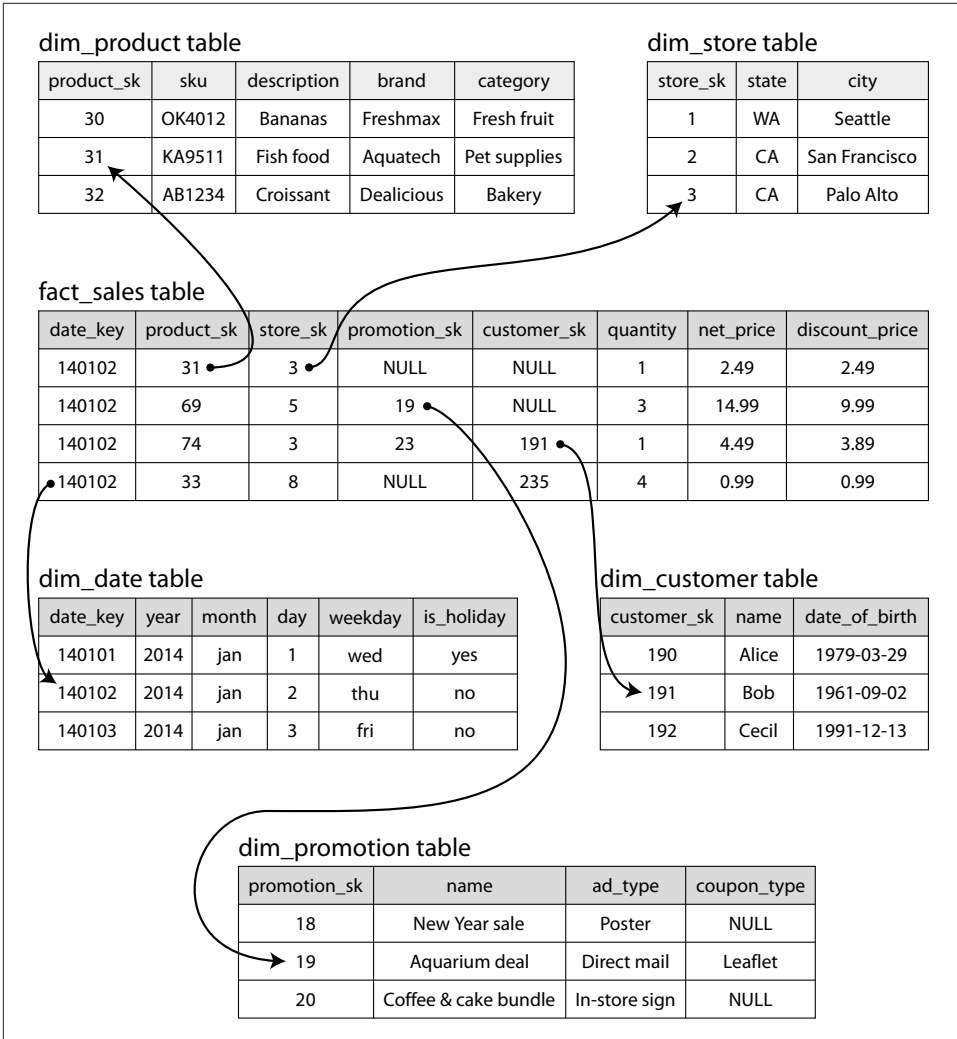 dim_product table
product_sk sku description brand category
30 OK4012 Bananas Freshmax Fresh fruit
31 KA9511 Fish food Aquatech Pet supplies
32 AB1234 Croissant Dealicious Bakery
dim_store table
store_sk state city
1 WA Seattle
2 CA San Francisco
3 CA Palo Alto
fact_sales table
date_key product_sk store_sk promotion_sk customer_sk quantity net_price discount_price
140102 31 3 NULL NULL 1 2.49 2.49
140102 69 5 19 NULL 3 14.99 9.99
140102 74 3 23 191 1 4.49 3.89
140102 33 8 NULL 235 4 0.99 0.99
dim_date table
date_key year month day weekday is_holiday
140101 2014 jan 1 wed yes
140102 2014 jan 2 thu no
140103 2014 jan 3 fri no
dim_customer table
customer_sk name date_of_birth
190 Alice 1979-03-29
191 Bob 1961-09-02
192 Cecil 1991-12-13
dim_promotion table
promotion_sk name ad_type coupon_type
18 New Year sale Poster NULL
19 Aquarium deal Direct mail Leaflet
20 Coffee & cake bundle In-store sign NULL